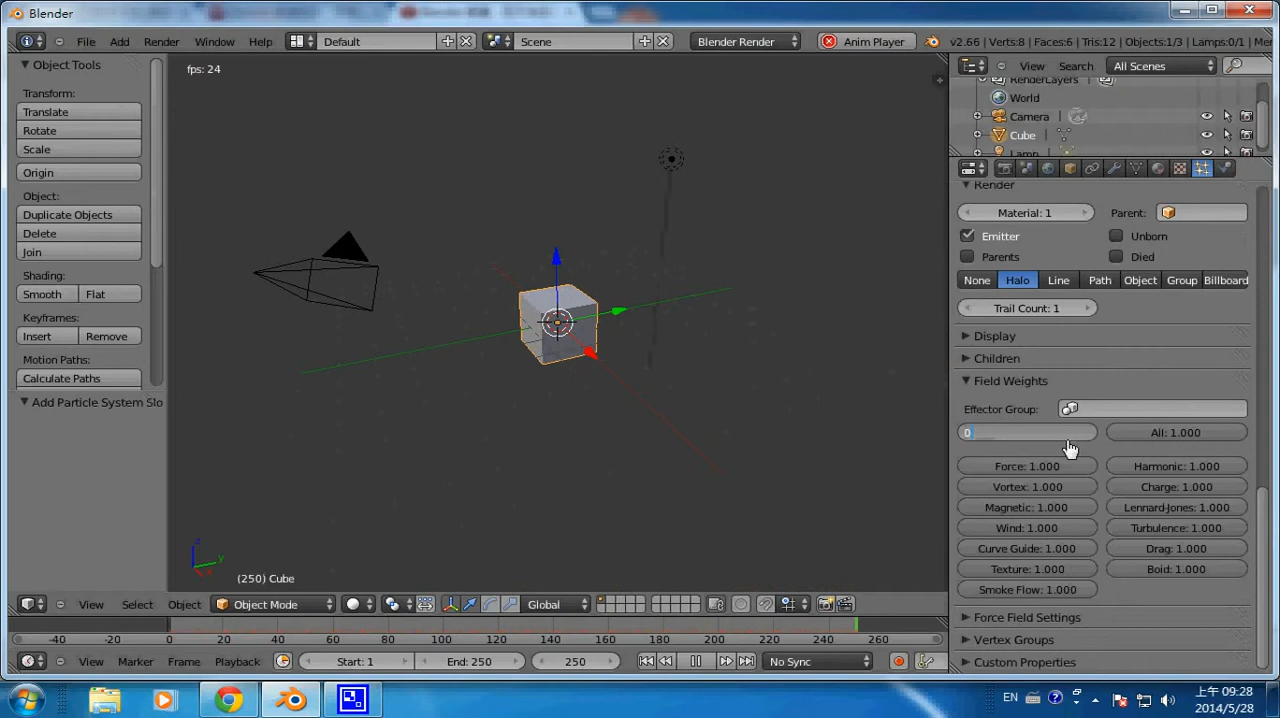 Blender
File Add Render Window Help Default Scene Blender Render Anim Player v2.66 | Verts:8 | Faces:6 | Tris:12 | Objects:1/3 | Lamps:0/1 |
Object Tools
Transform:
Translate
Rotate
Scale
Origin
Object:
Duplicate Objects
Delete
Join
Shading:
Smooth Flat
Keyframes:
Insert Remove
Motion Paths:
Calculate Paths
Add Particle System Slo
fps: 24
(250) Cube
z
y
View Search All Scenes
RenderLayers
World
Camera
Cube
Lamp
Render
Material: 1 Parent:
Emitter Unborn
Parents Died
None Halo Line Path Object Group Billboard
Trail Count: 1
Display
Children
Field Weights
Effector Group:
0 All: 1.000
Force: 1.000 Harmonic: 1.000
Vortex: 1.000 Charge: 1.000
Magnetic: 1.000 Lennard-Jones: 1.000
Wind: 1.000 Turbulence: 1.000
Curve Guide: 1.000 Drag: 1.000
Texture: 1.000 Boid: 1.000
Smoke Flow: 1.000
Force Field Settings
Vertex Groups
Custom Properties
View Select Object Object Mode Global
-40 -20 0 20 40 60 80 100 120 140 160 180 200 220 240 260
View Marker Frame Playback Start: 1 End: 250 250 No Sync
EN
上午 09:28
2014/5/28